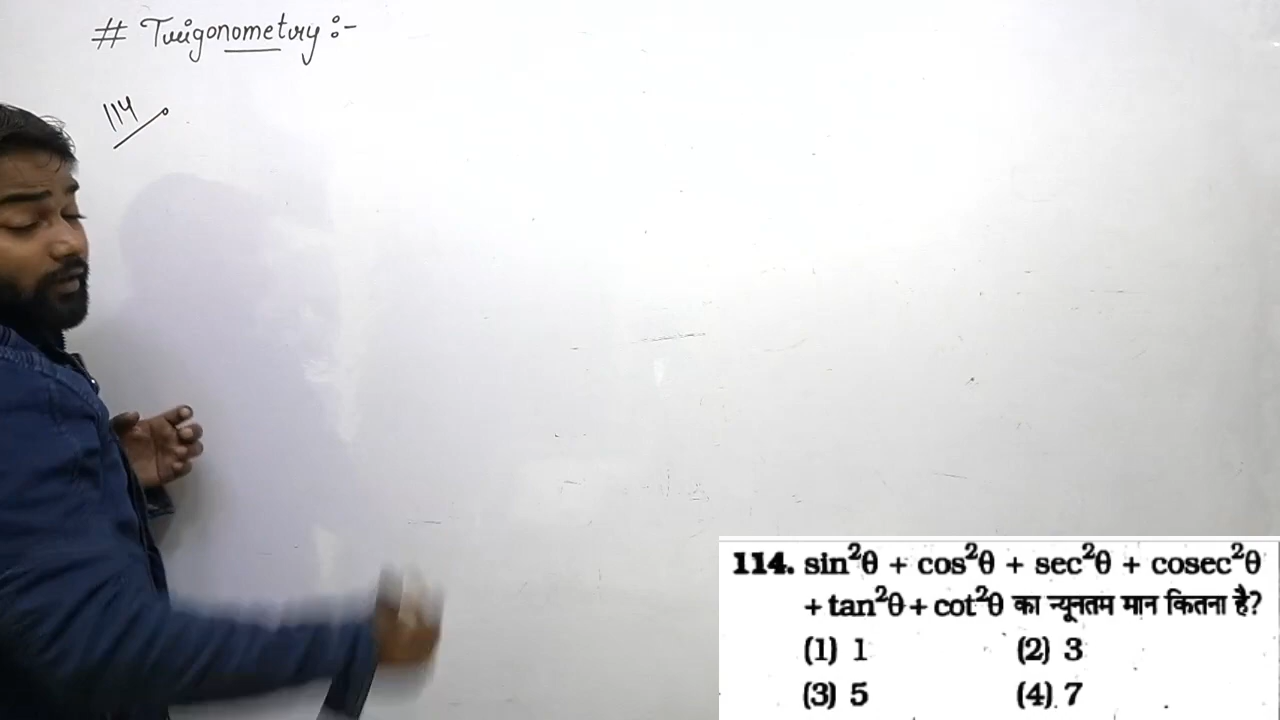 # Trigonometry :-
114
114. sin²θ + cos²θ + sec²θ + cosec²θ
+ tan²θ + cot²θ का न्यूनतम मान कितना है?
(1) 1 (2) 3
(3) 5 (4) 7